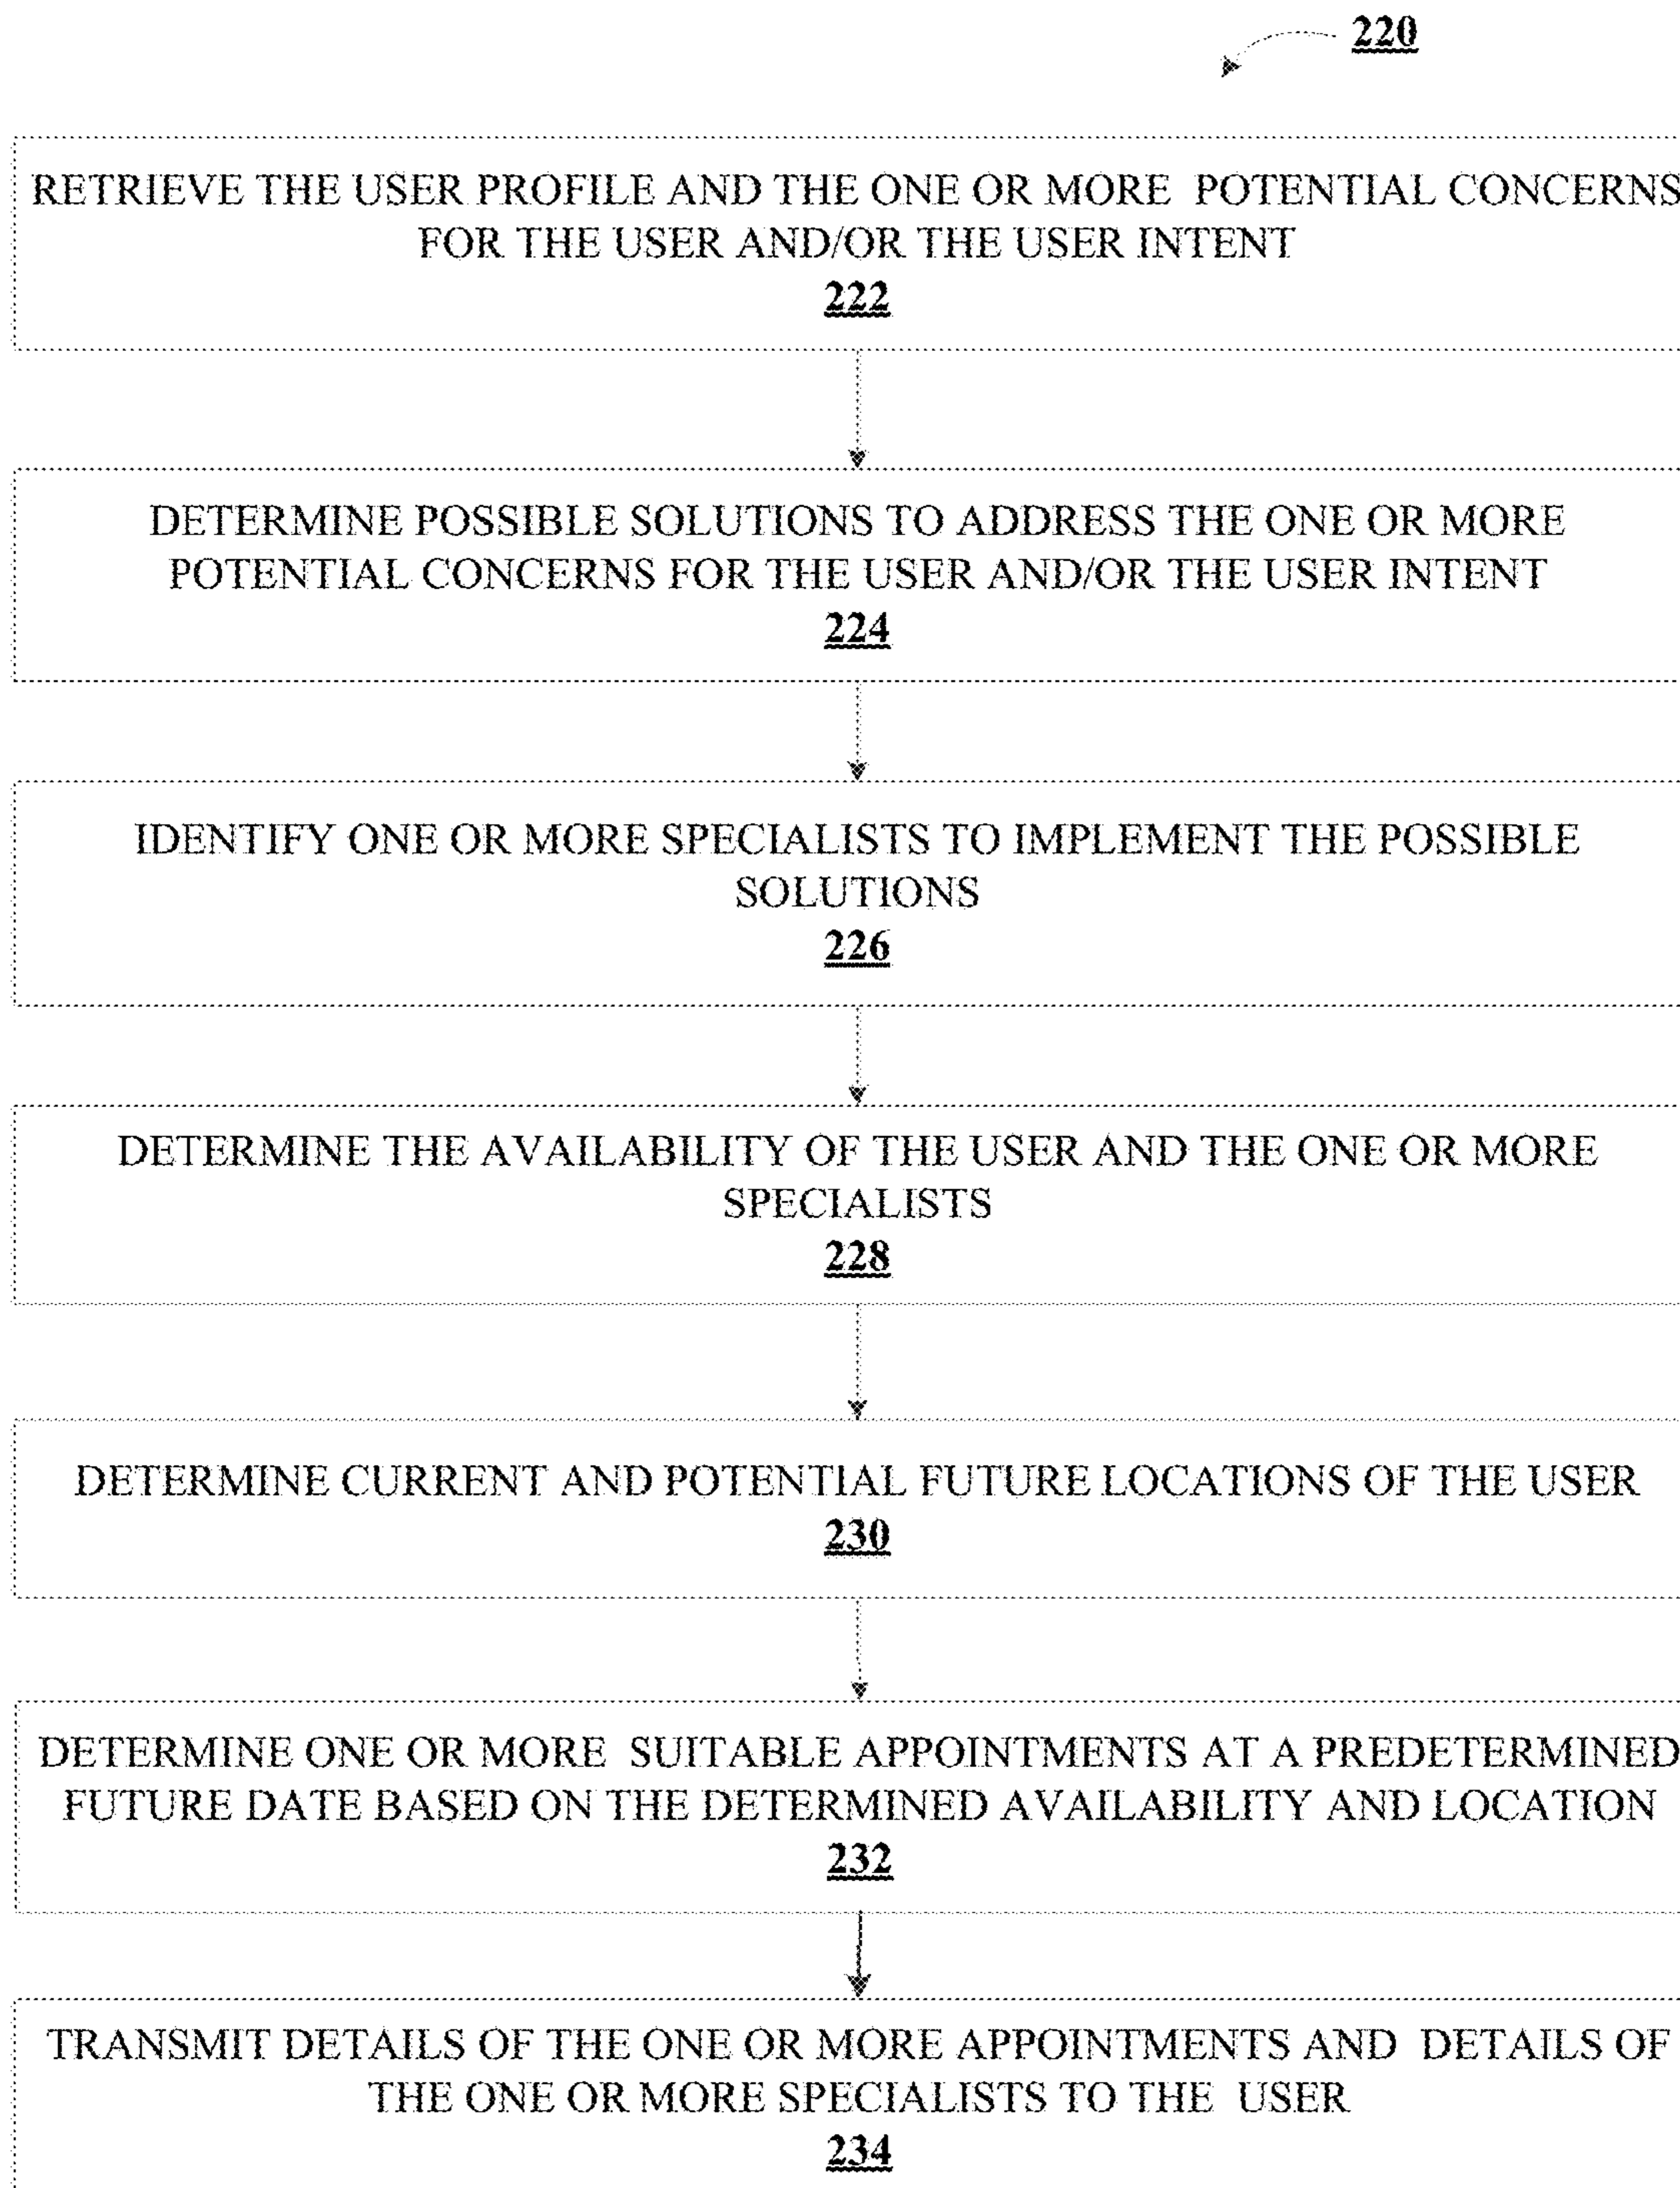 220
RETRIEVE THE USER PROFILE AND THE ONE OR MORE POTENTIAL CONCERNS
FOR THE USER AND/OR THE USER INTENT
222
DETERMINE POSSIBLE SOLUTIONS TO ADDRESS THE ONE OR MORE
POTENTIAL CONCERNS FOR THE USER AND/OR THE USER INTENT
224
IDENTIFY ONE OR MORE SPECIALISTS TO IMPLEMENT THE POSSIBLE
SOLUTIONS
226
DETERMINE THE AVAILABILITY OF THE USER AND THE ONE OR MORE
SPECIALISTS
228
DETERMINE CURRENT AND POTENTIAL FUTURE LOCATIONS OF THE USER
230
DETERMINE ONE OR MORE SUITABLE APPOINTMENTS AT A PREDETERMINED
FUTURE DATE BASED ON THE DETERMINED AVAILABILITY AND LOCATION
232
TRANSMIT DETAILS OF THE ONE OR MORE APPOINTMENTS AND DETAILS OF
THE ONE OR MORE SPECIALISTS TO THE USER
234